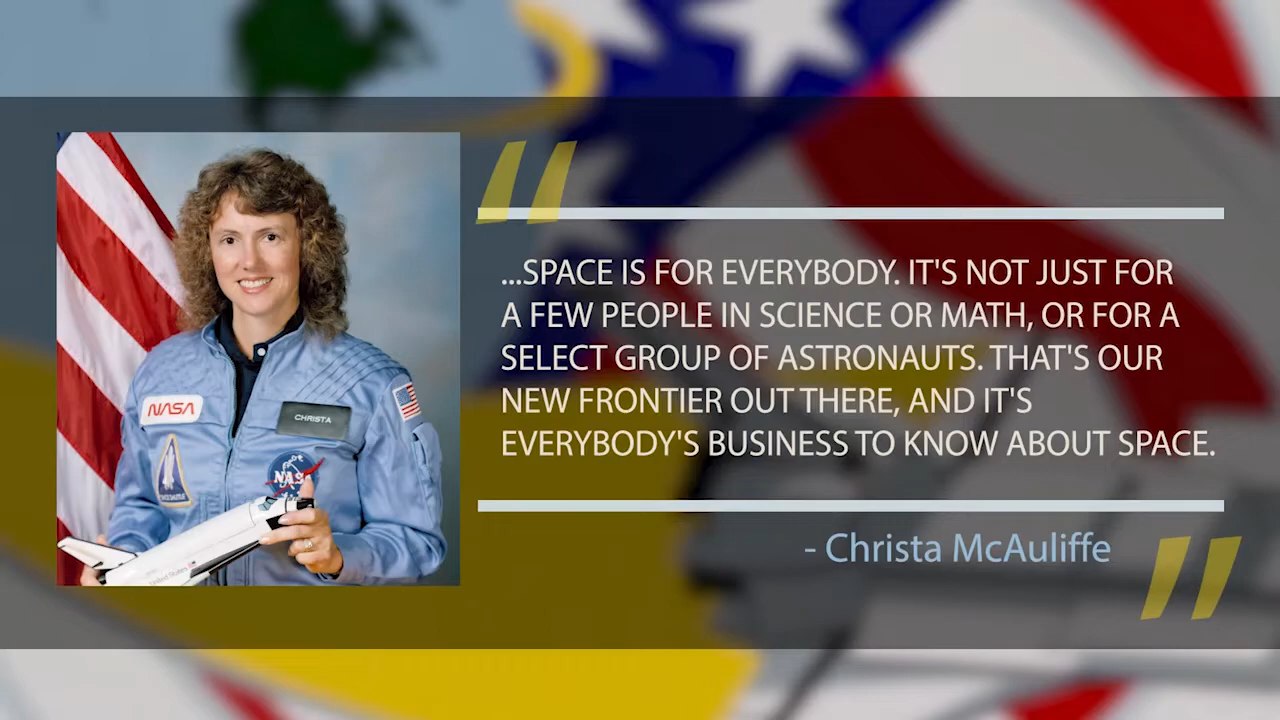 ...SPACE IS FOR EVERYBODY. IT'S NOT JUST FOR
A FEW PEOPLE IN SCIENCE OR MATH, OR FOR A
SELECT GROUP OF ASTRONAUTS. THAT'S OUR
NEW FRONTIER OUT THERE, AND IT'S
EVERYBODY'S BUSINESS TO KNOW ABOUT SPACE.
- Christa McAuliffe
NASA
CHRISTA
NASA
United States